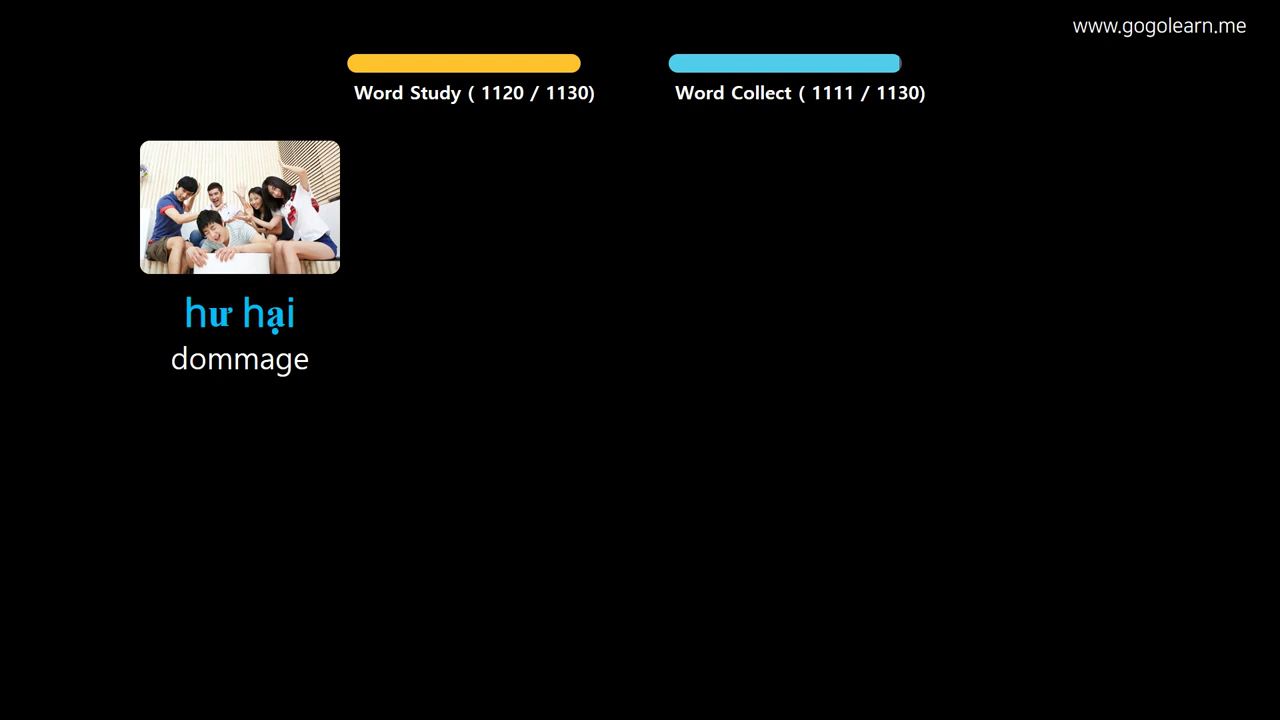 www.gogolearn.me
Word Study ( 1120 / 1130)
Word Collect ( 1111 / 1130)
hư hại
dommage